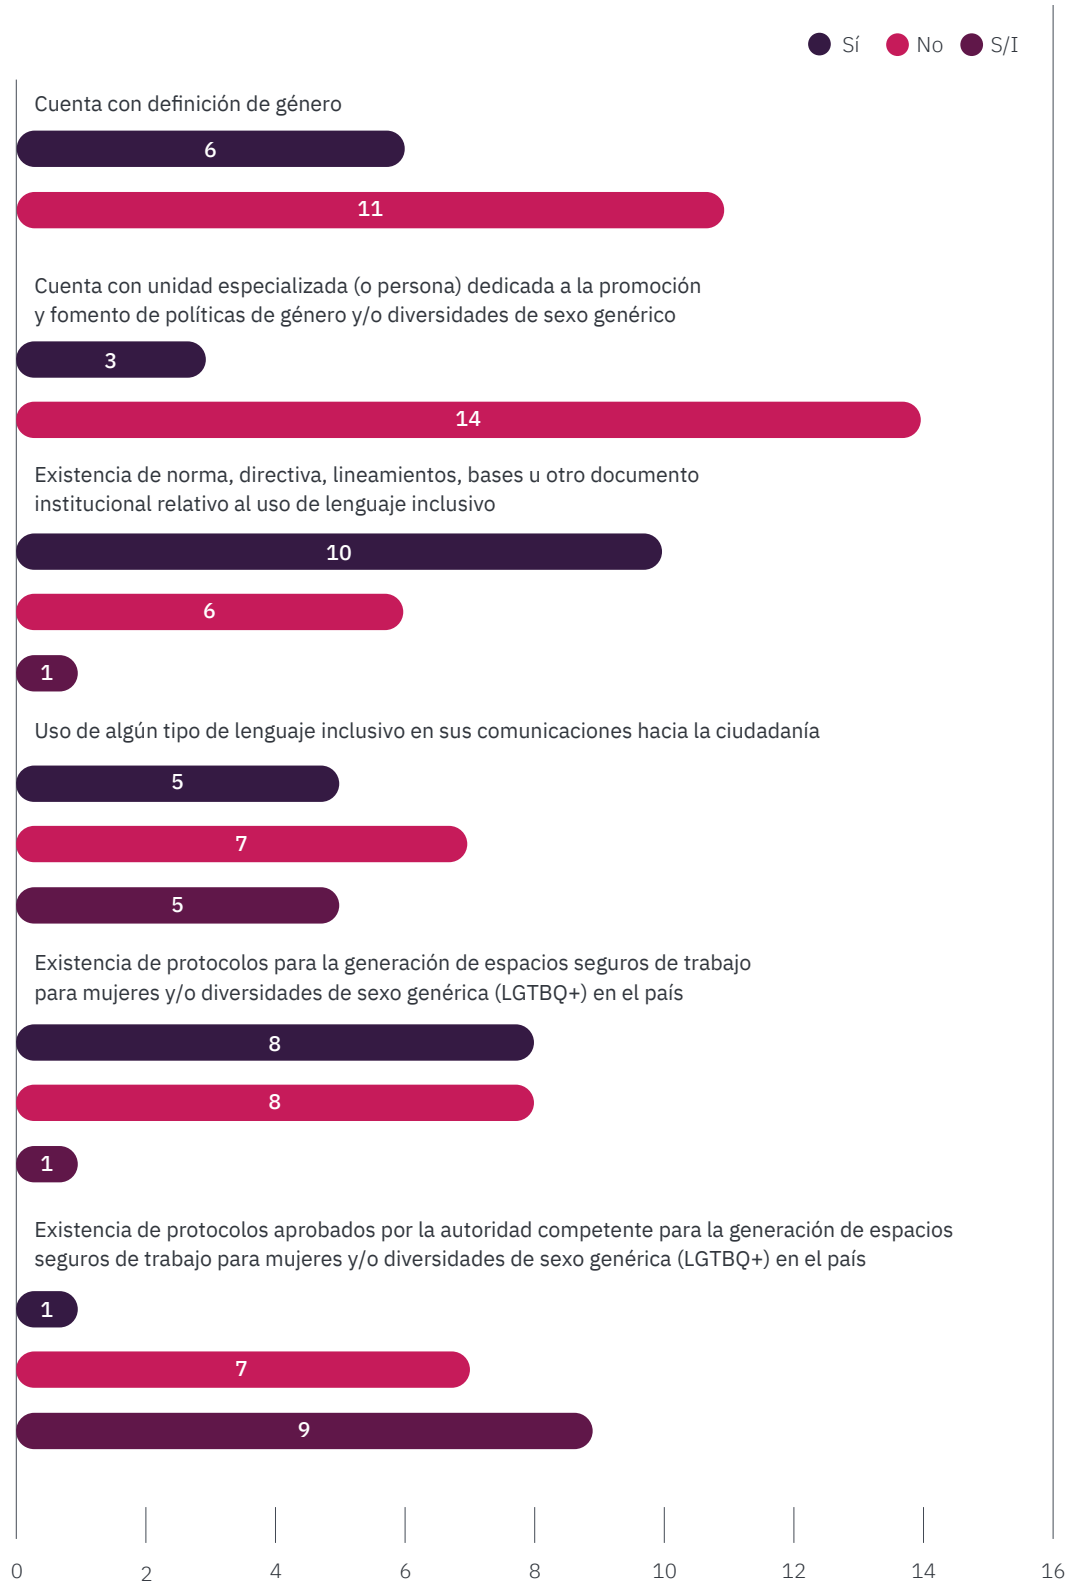 Sí No S/I
Cuenta con definición de género
6
11
Cuenta con unidad especializada (o persona) dedicada a la promoción
y fomento de políticas de género y/o diversidades de sexo genérico
3
14
Existencia de norma, directiva, lineamientos, bases u otro documento
institucional relativo al uso de lenguaje inclusivo
10
6
1
Uso de algún tipo de lenguaje inclusivo en sus comunicaciones hacia la ciudadanía
5
7
5
Existencia de protocolos para la generación de espacios seguros de trabajo
para mujeres y/o diversidades de sexo genérica (LGTBQ+) en el país
8
8
1
Existencia de protocolos aprobados por la autoridad competente para la generación de espacios
seguros de trabajo para mujeres y/o diversidades de sexo genérica (LGTBQ+) en el país
1
7
9
0 2 4 6 8 10 12 14 16